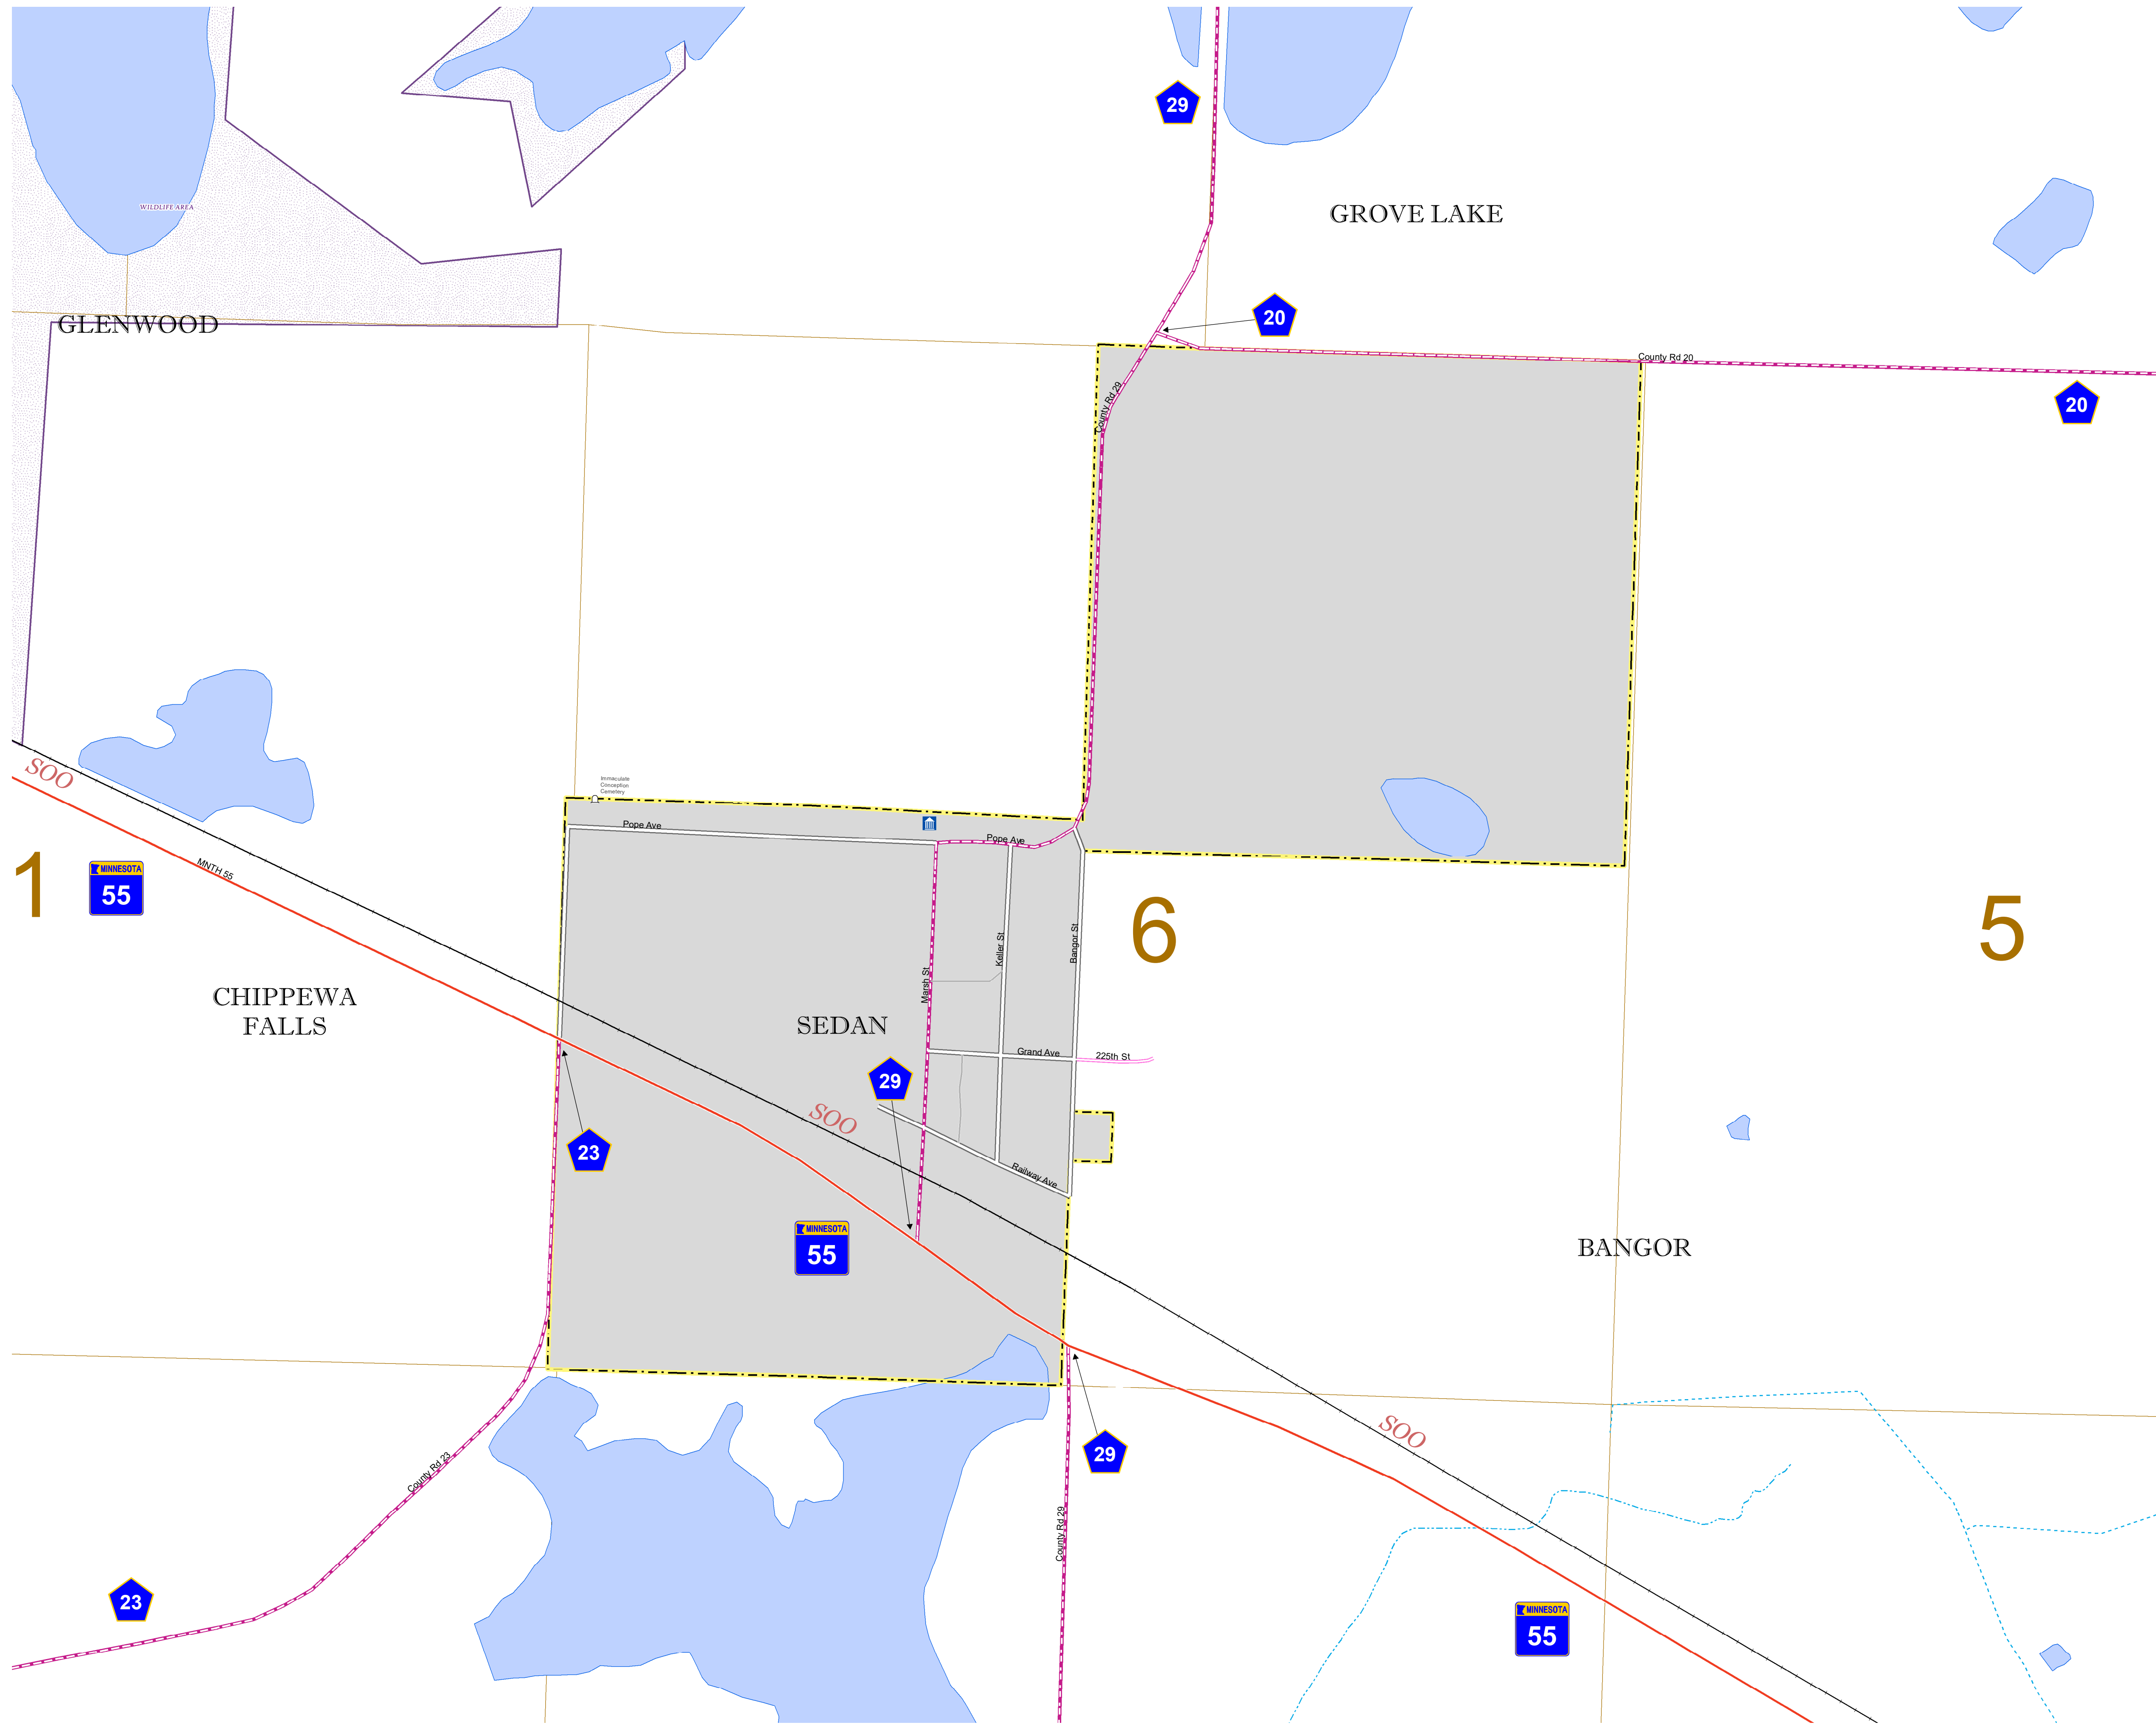 29
WILDLIFE AREA
GROVE LAKE
GLENWOOD
20
County Rd 20
County Rd 29
20
SOO
Immaculate
Conception
Cemetery
Pope Ave
Pope Ave
MNTH 55
1
MINNESOTA
55
6
5
Keller St
Bangor St
Marsh St
CHIPPEWA
FALLS
SEDAN
Grand Ave
225th St
29
SOO
23
Railway Ave
MINNESOTA
55
BANGOR
SOO
29
County Rd 23
County Rd 29
23
MINNESOTA
55